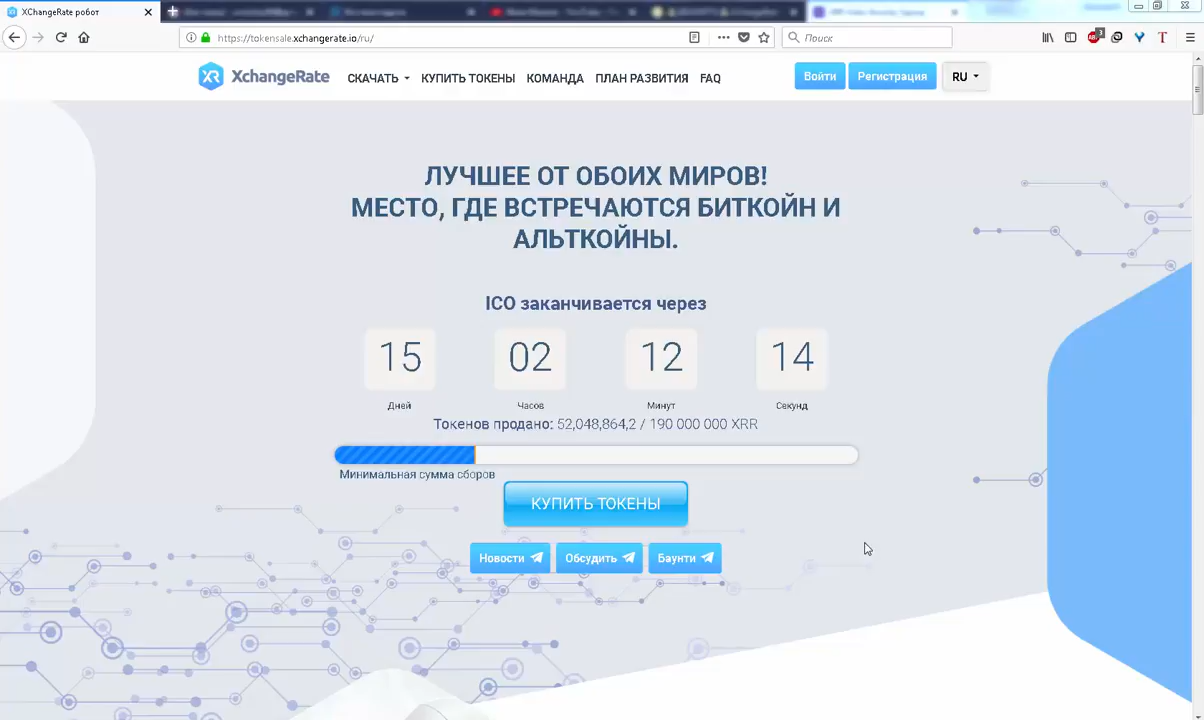 XChangeRate робот
https://tokensale.xchangerate.io/ru/
Поиск
3
XR XchangeRate
СКАЧАТЬ
КУПИТЬ ТОКЕНЫ
КОМАНДА
ПЛАН РАЗВИТИЯ
FAQ
Войти
Регистрация
RU
ЛУЧШЕЕ ОТ ОБОИХ МИРОВ!
МЕСТО, ГДЕ ВСТРЕЧАЮТСЯ БИТКОЙН И
АЛЬТКОЙНЫ.
ICO заканчивается через
15 02 12 14
Дней Часов Минут Секунд
Токенов продано: 52,048,864,2 / 190 000 000 XRR
Минимальная сумма сборов
КУПИТЬ ТОКЕНЫ
Новости
Обсудить
Баунти